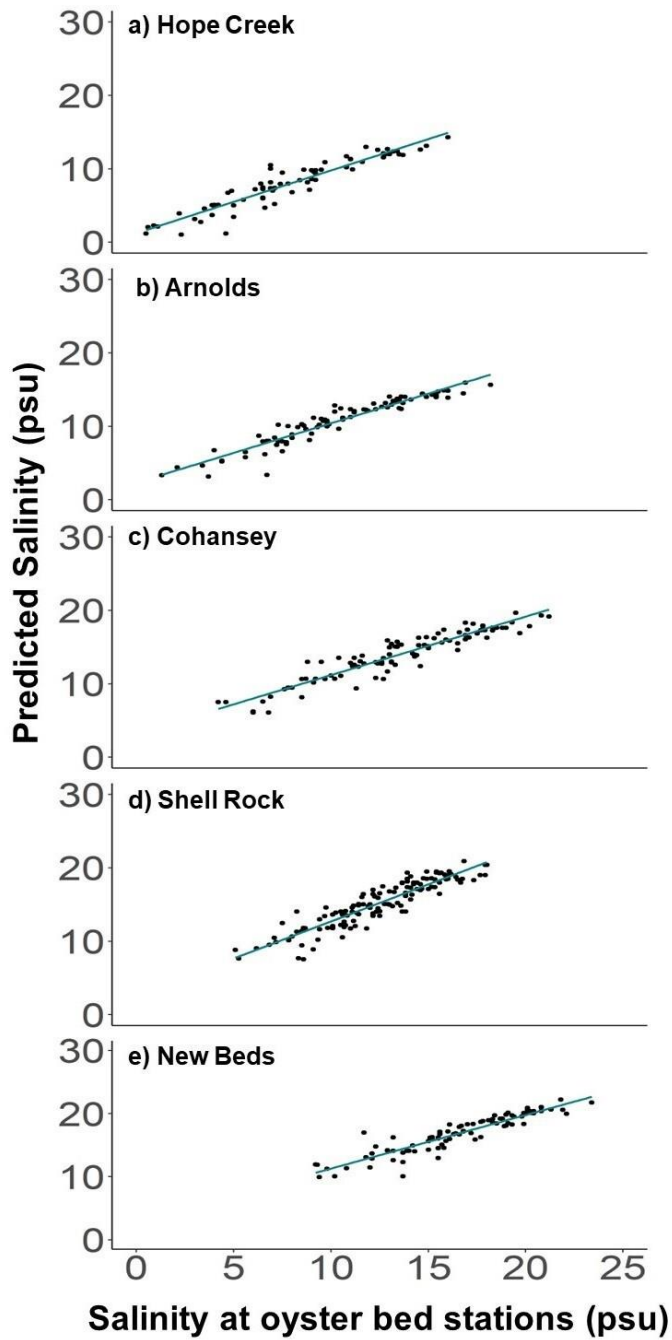 a) Hope Creek
30
20
10
0
b) Arnolds
30
20
10
0
c) Cohansey
30
20
10
0
d) Shell Rock
30
20
10
0
e) New Beds
30
20
10
0
Predicted Salinity (psu)
0 5 10 15 20 25
Salinity at oyster bed stations (psu)